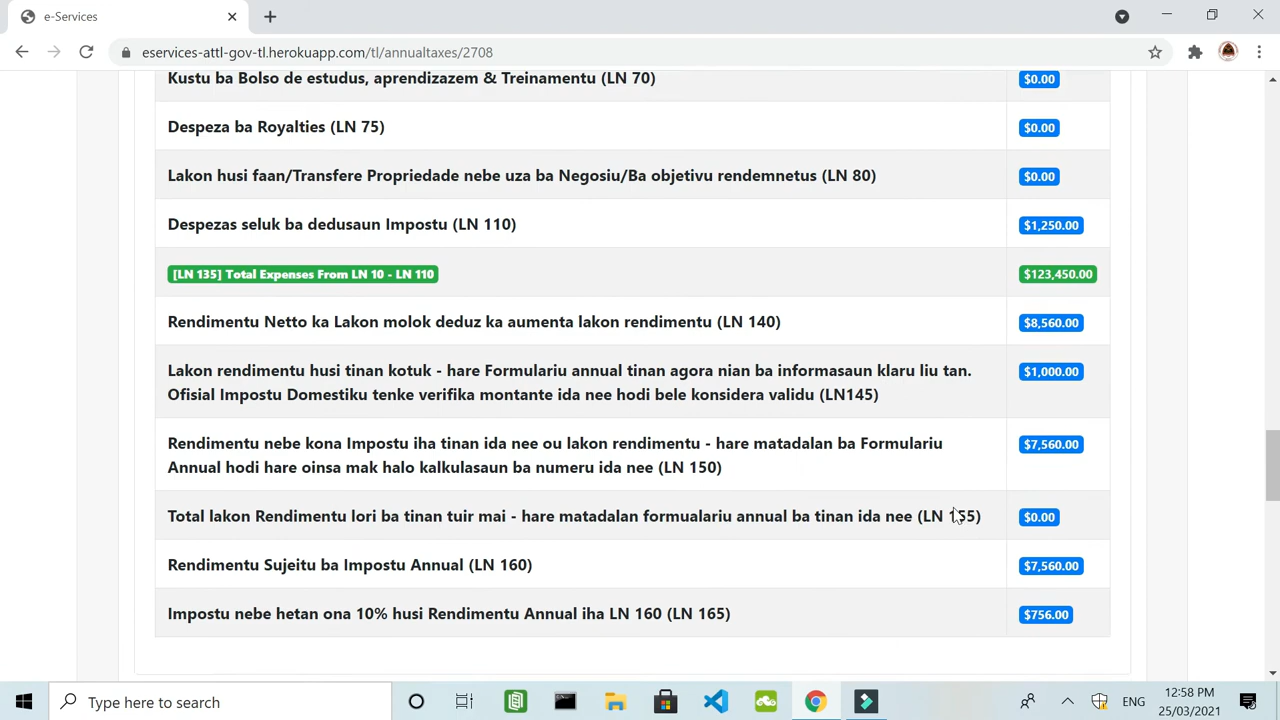 e-Services
eservices-attl-gov-tl.herokuapp.com/tl/annualtaxes/2708
Kustu ba Bolso de estudus, aprendizazem & Treinamentu (LN 70) $0.00
Despeza ba Royalties (LN 75) $0.00
Lakon husi faan/Transfere Propriedade nebe uza ba Negosiu/Ba objetivu rendemnetus (LN 80) $0.00
Despezas seluk ba dedusaun Impostu (LN 110) $1,250.00
[LN 135] Total Expenses From LN 10 - LN 110 $123,450.00
Rendimentu Netto ka Lakon molok deduz ka aumenta lakon rendimentu (LN 140) $8,560.00
Lakon rendimentu husi tinan kotuk - hare Formulariu annual tinan agora nian ba informasaun klaru liu tan. $1,000.00
Ofisial Impostu Domestiku tenke verifika montante ida nee hodi bele konsidera validu (LN145)
Rendimentu nebe kona Impostu iha tinan ida nee ou lakon rendimentu - hare matadalan ba Formulariu $7,560.00
Annual hodi hare oinsa mak halo kalkulasaun ba numeru ida nee (LN 150)
Total lakon Rendimentu lori ba tinan tuir mai - hare matadalan formualariu annual ba tinan ida nee (LN 155) $0.00
Rendimentu Sujeitu ba Impostu Annual (LN 160) $7,560.00
Impostu nebe hetan ona 10% husi Rendimentu Annual iha LN 160 (LN 165) $756.00
Type here to search
ENG
12:58 PM
25/03/2021